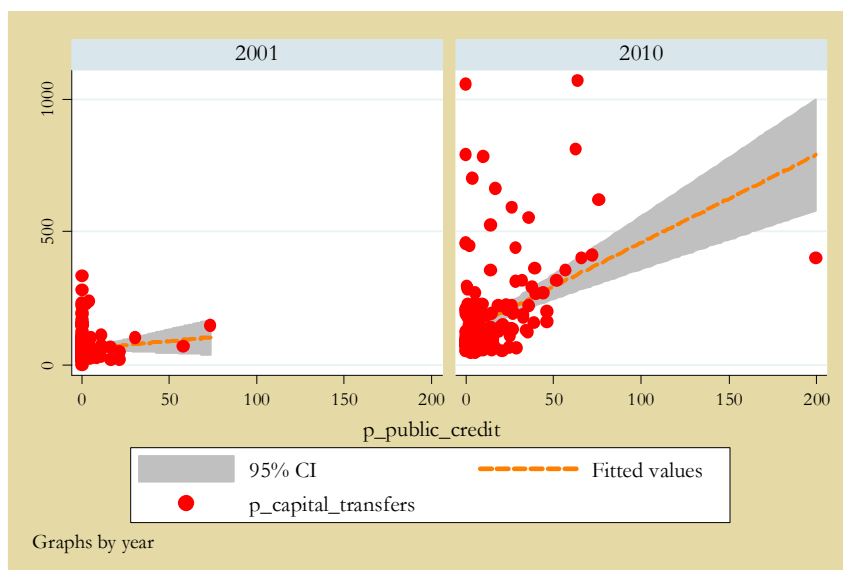 2001
2010
1000
500
0
0 50 100 150 200
0 50 100 150 200
p_public_credit
95% CI
Fitted values
p_capital_transfers
Graphs by year